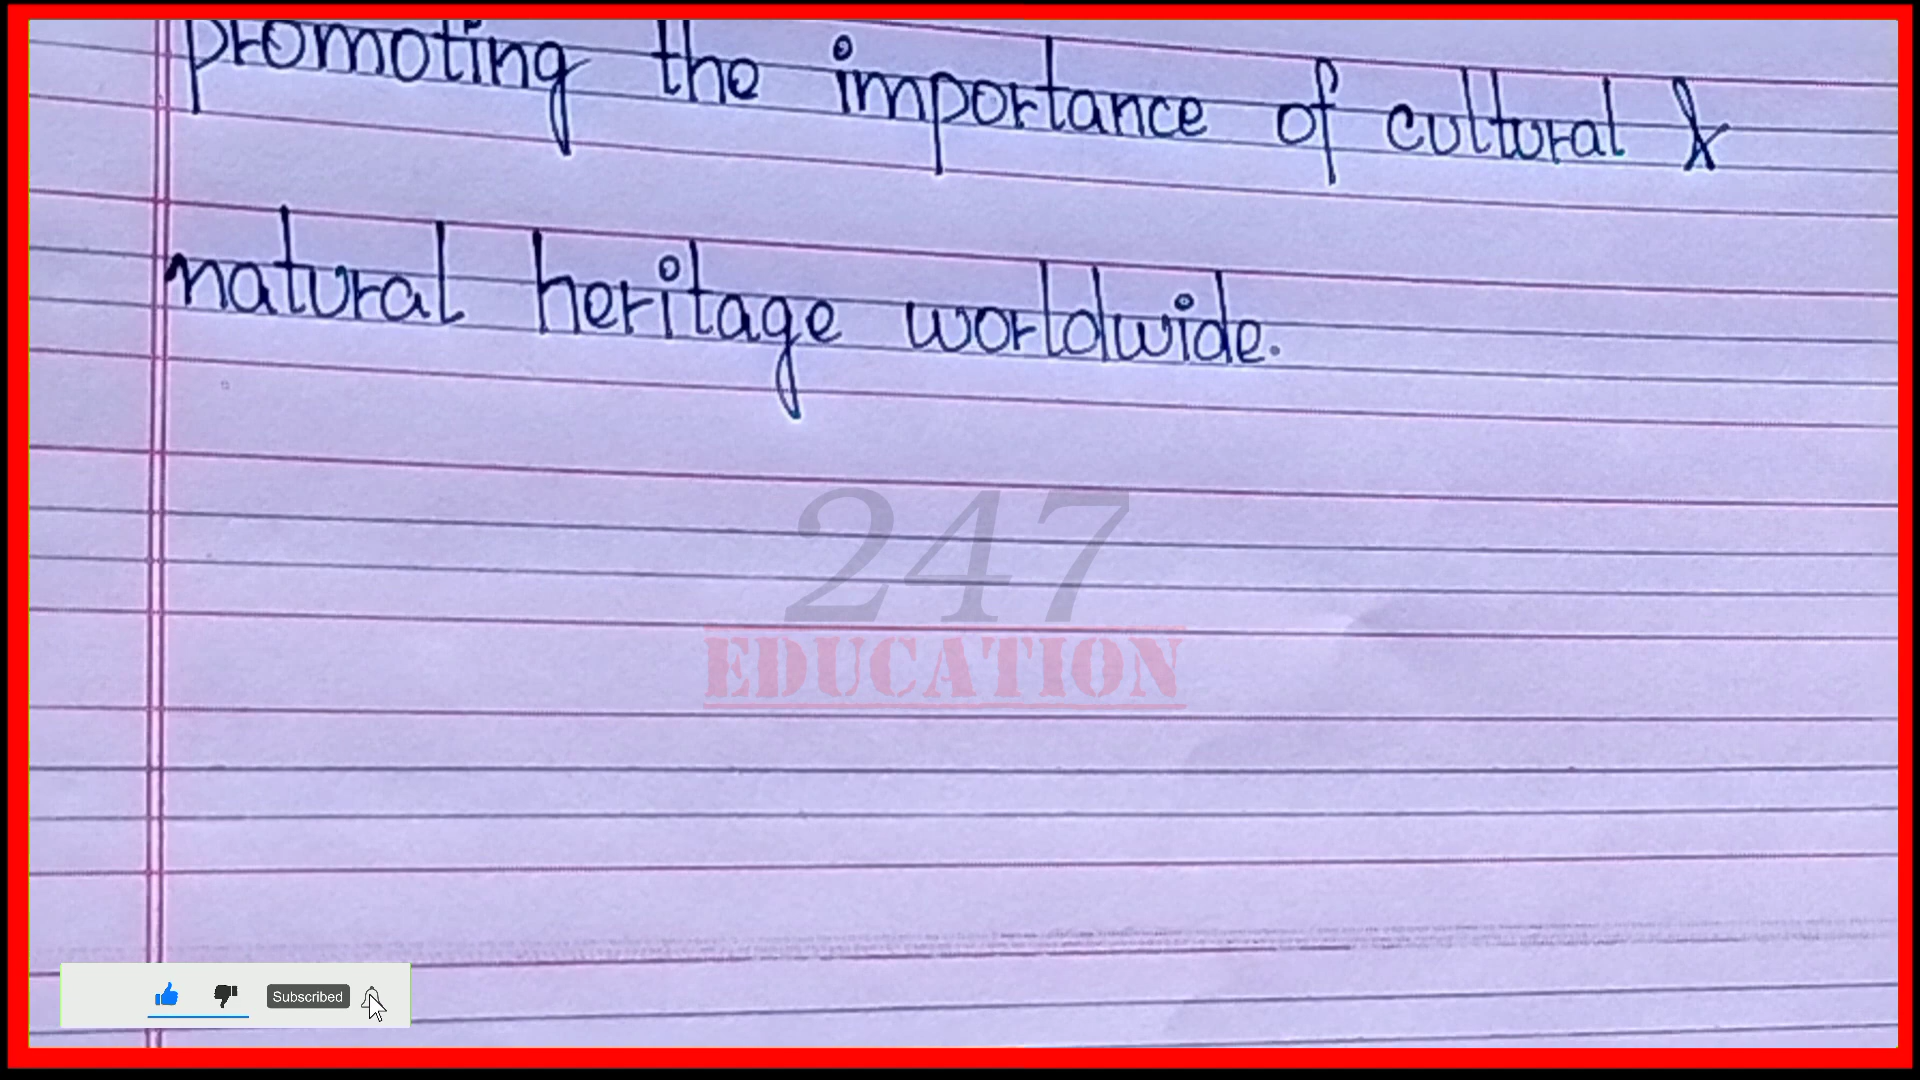 promoting the importance of cultural &
natural heritage worldwide.
247
EDUCATION
Subscribed